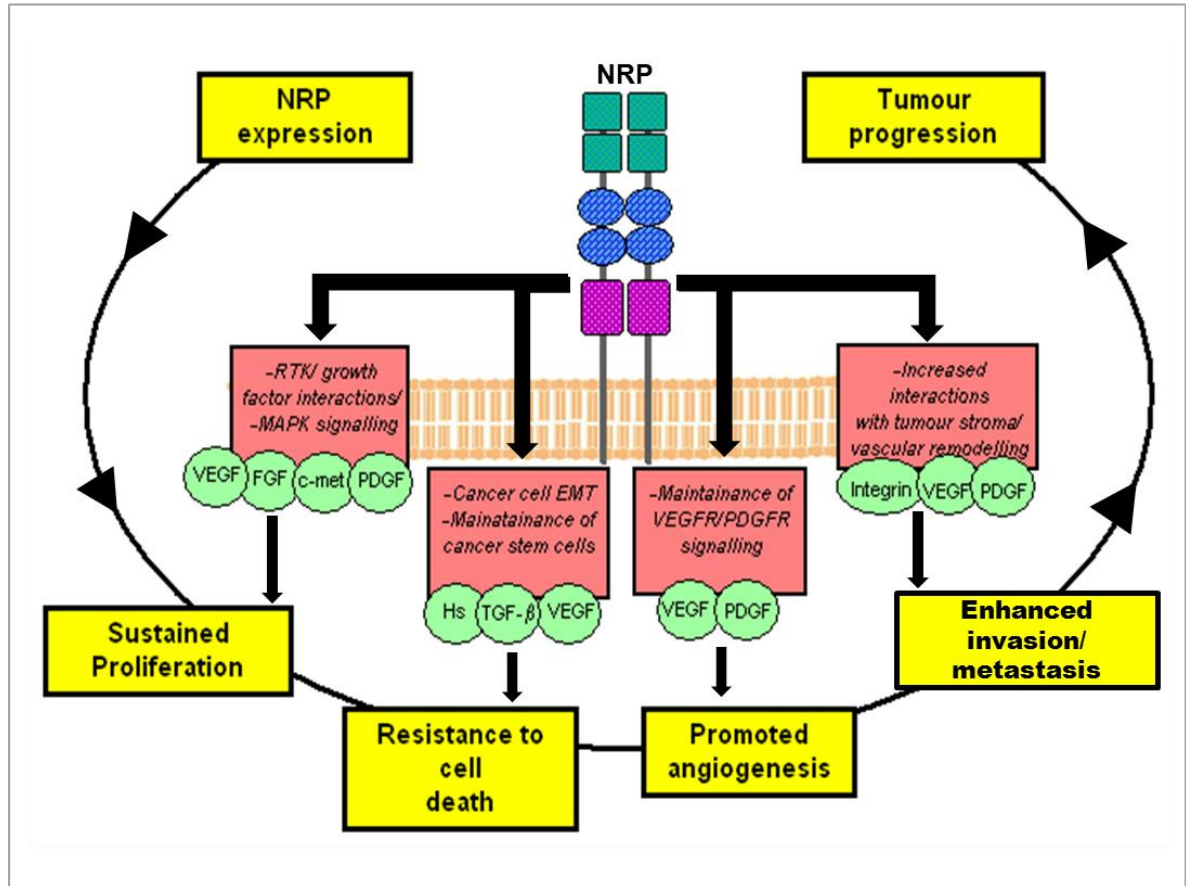 NRP
NRP
expression
Tumour
progression
-RTK/ growth
factor interactions/
-MAPK signalling
VEGF
FGF
c-met
PDGF
-Cancer cell EMT
-Mainatainance of
cancer stem cells
Hs
TGF-β
VEGF
-Maintainance of
VEGFR/PDGFR
signalling
VEGF
PDGF
-Increased
interactions
with tumour stroma/
vascular remodelling
Integrin
VEGF
PDGF
Sustained
Proliferation
Resistance to
cell
death
Promoted
angiogenesis
Enhanced
invasion/
metastasis